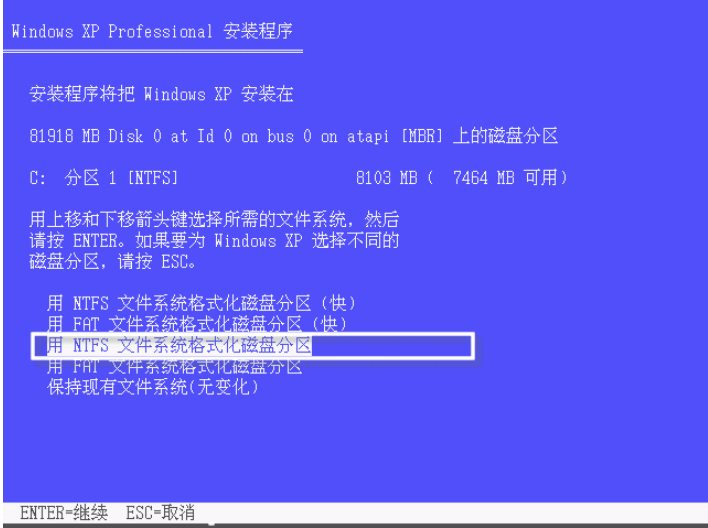 Windows XP Professional 安装程序
安装程序将把 Windows XP 安装在
81918 MB Disk 0 at Id 0 on bus 0 on atapi [MBR] 上的磁盘分区
C: 分区 1 [NTFS] 8103 MB ( 7464 MB 可用)
用上移和下移箭头键选择所需的文件系统，然后
请按 ENTER。如果要为 Windows XP 选择不同的
磁盘分区，请按 ESC。
用 NTFS 文件系统格式化磁盘分区(快)
用 FAT 文件系统格式化磁盘分区(快)
用 NTFS 文件系统格式化磁盘分区
用 FAT 文件系统格式化磁盘分区
保持现有文件系统(无变化)
ENTER=继续 ESC=取消